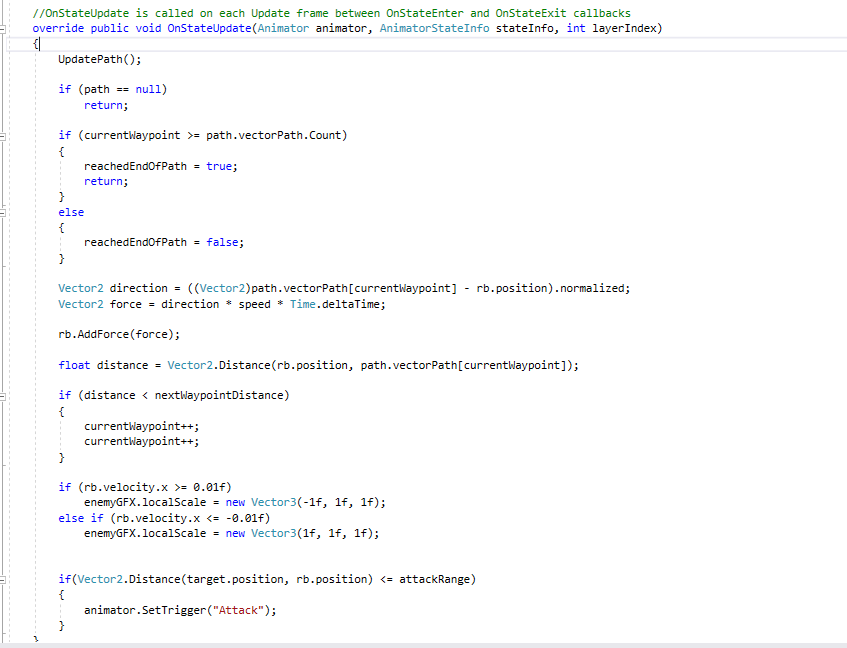 //OnStateUpdate is called on each Update frame between OnStateEnter and OnStateExit callbacks
override public void OnStateUpdate(Animator animator, AnimatorStateInfo stateInfo, int layerIndex)
{
UpdatePath();
if (path == null)
return;
if (currentWaypoint >= path.vectorPath.Count)
{
reachedEndOfPath = true;
return;
}
else
{
reachedEndOfPath = false;
}
Vector2 direction = ((Vector2)path.vectorPath[currentWaypoint] - rb.position).normalized;
Vector2 force = direction * speed * Time.deltaTime;
rb.AddForce(force);
float distance = Vector2.Distance(rb.position, path.vectorPath[currentWaypoint]);
if (distance < nextWaypointDistance)
{
currentWaypoint++;
currentWaypoint++;
}
if (rb.velocity.x >= 0.01f)
enemyGFX.localScale = new Vector3(-1f, 1f, 1f);
else if (rb.velocity.x <= -0.01f)
enemyGFX.localScale = new Vector3(1f, 1f, 1f);
if(Vector2.Distance(target.position, rb.position) <= attackRange)
{
animator.SetTrigger("Attack");
}
}